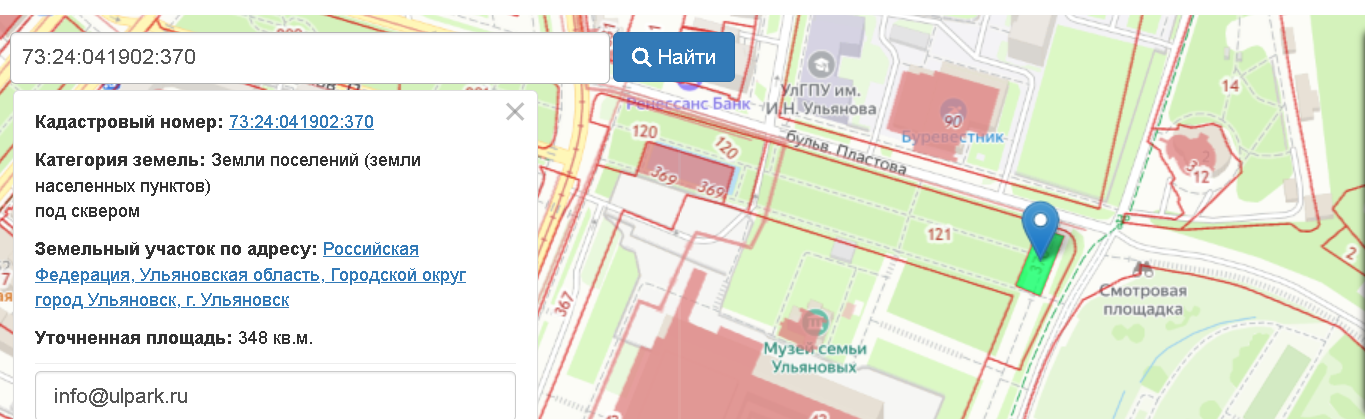 73:24:041902:370
Найти
Кадастровый номер: 73:24:041902:370
Категория земель: Земли поселений (земли
населенных пунктов)
под сквером
Земельный участок по адресу: Российская
Федерация, Ульяновская область, Городской округ
город Ульяновск, г. Ульяновск
Уточненная площадь: 348 кв.м.
info@ulpark.ru
УлГПУ им.
И.Н. Ульянова
Ренессанс Банк
90
Буревестник
14
120
120
бульв. Пластова
369
369
2
12
121
2
7
367
Смотровая
площадка
Музей семьи
Ульяновых